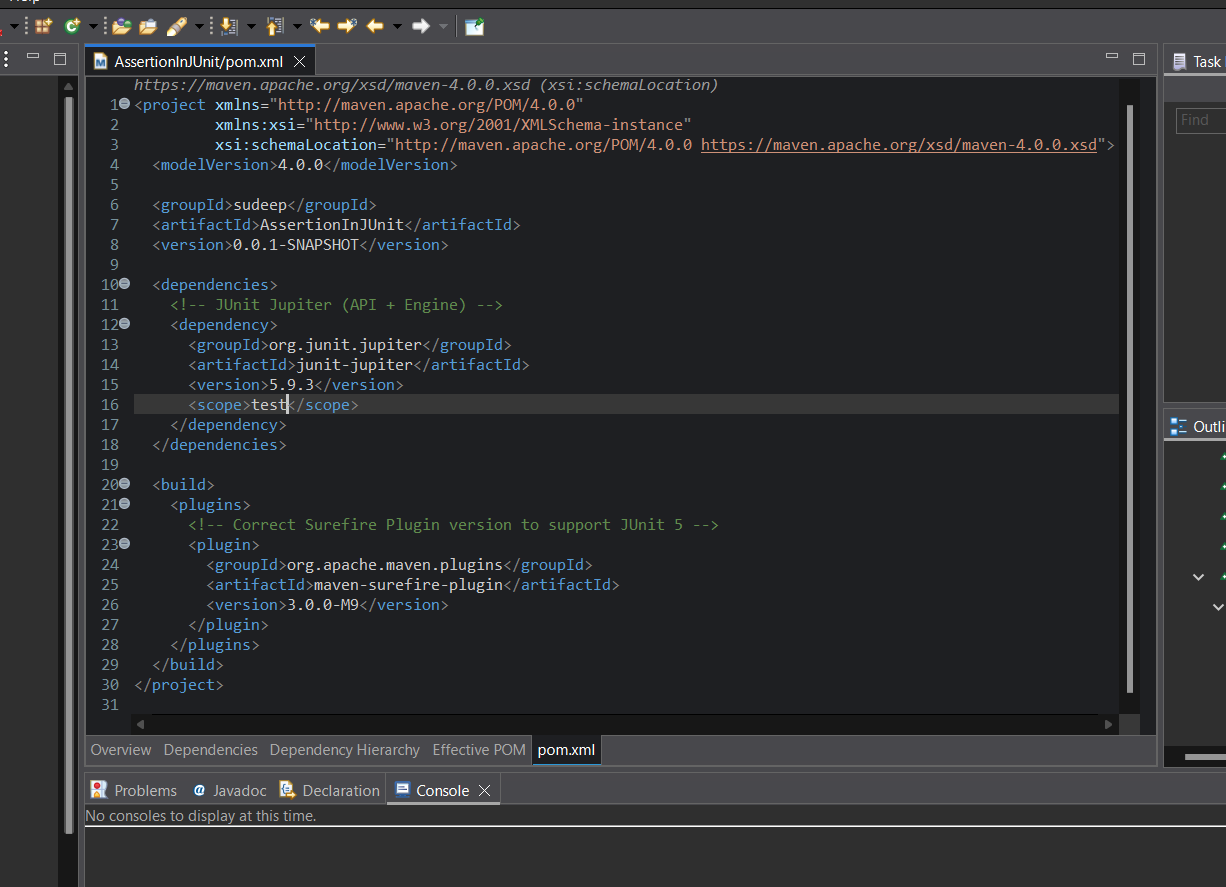 Help
AssertionInJUnit/pom.xml
Task
https://maven.apache.org/xsd/maven-4.0.0.xsd (xsi:schemaLocation)
1 <project xmlns="http://maven.apache.org/POM/4.0.0"
2 xmlns:xsi="http://www.w3.org/2001/XMLSchema-instance"
3 xsi:schemaLocation="http://maven.apache.org/POM/4.0.0 https://maven.apache.org/xsd/maven-4.0.0.xsd">
4 <modelVersion>4.0.0</modelVersion>
5
6 <groupId>sudeep</groupId>
7 <artifactId>AssertionInJUnit</artifactId>
8 <version>0.0.1-SNAPSHOT</version>
9
10 <dependencies>
11 <!-- JUnit Jupiter (API + Engine) -->
12 <dependency>
13 <groupId>org.junit.jupiter</groupId>
14 <artifactId>junit-jupiter</artifactId>
15 <version>5.9.3</version>
16 <scope>test</scope>
17 </dependency>
18 </dependencies>
19
20 <build>
21 <plugins>
22 <!-- Correct Surefire Plugin version to support JUnit 5 -->
23 <plugin>
24 <groupId>org.apache.maven.plugins</groupId>
25 <artifactId>maven-surefire-plugin</artifactId>
26 <version>3.0.0-M9</version>
27 </plugin>
28 </plugins>
29 </build>
30 </project>
31
Find
Outli
Overview Dependencies Dependency Hierarchy Effective POM pom.xml
Problems Javadoc Declaration Console
No consoles to display at this time.